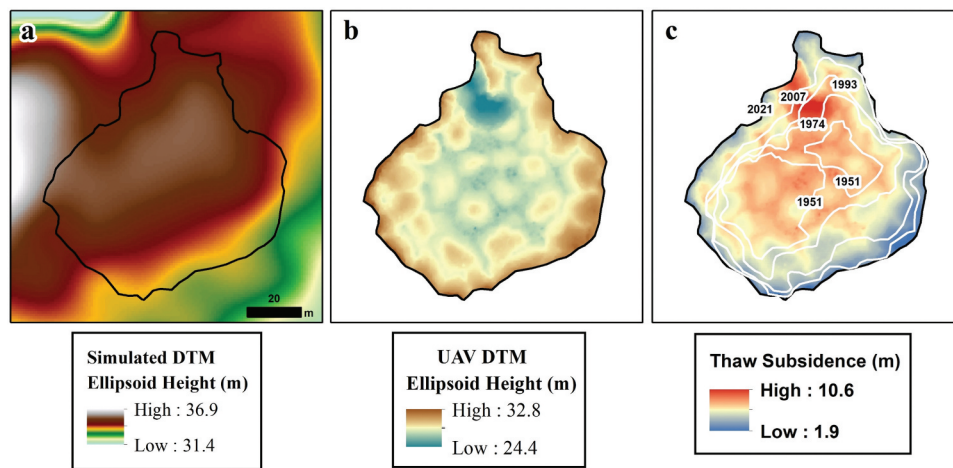 a
b
c
1993
2007
2021
1974
1951
1951
20
m
Simulated DTM
Ellipsoid Height (m)
High : 36.9
Low : 31.4
UAV DTM
Ellipsoid Height (m)
High : 32.8
Low : 24.4
Thaw Subsidence (m)
High : 10.6
Low : 1.9